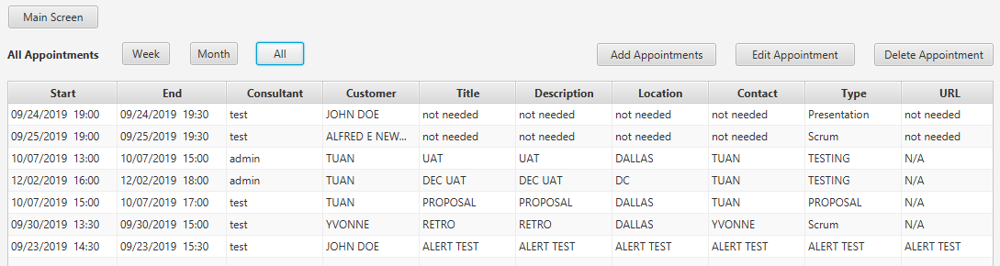 Main Screen
All Appointments Week Month All Add Appointments Edit Appointment Delete Appointment
Start End Consultant Customer Title Description Location Contact Type URL
09/24/2019 19:00 09/24/2019 19:30 test JOHN DOE not needed not needed not needed not needed Presentation not needed
09/25/2019 19:00 09/25/2019 19:30 test ALFRED E NEW... not needed not needed not needed not needed Scrum not needed
10/07/2019 13:00 10/07/2019 15:00 admin TUAN UAT UAT DALLAS TUAN TESTING N/A
12/02/2019 16:00 12/02/2019 18:00 admin TUAN DEC UAT DEC UAT DC TUAN TESTING N/A
10/07/2019 15:00 10/07/2019 17:00 test TUAN PROPOSAL PROPOSAL DALLAS TUAN PROPOSAL N/A
09/30/2019 13:30 09/30/2019 15:00 test YVONNE RETRO RETRO DALLAS YVONNE Scrum N/A
09/23/2019 14:30 09/23/2019 15:30 test JOHN DOE ALERT TEST ALERT TEST ALERT TEST ALERT TEST ALERT TEST ALERT TEST